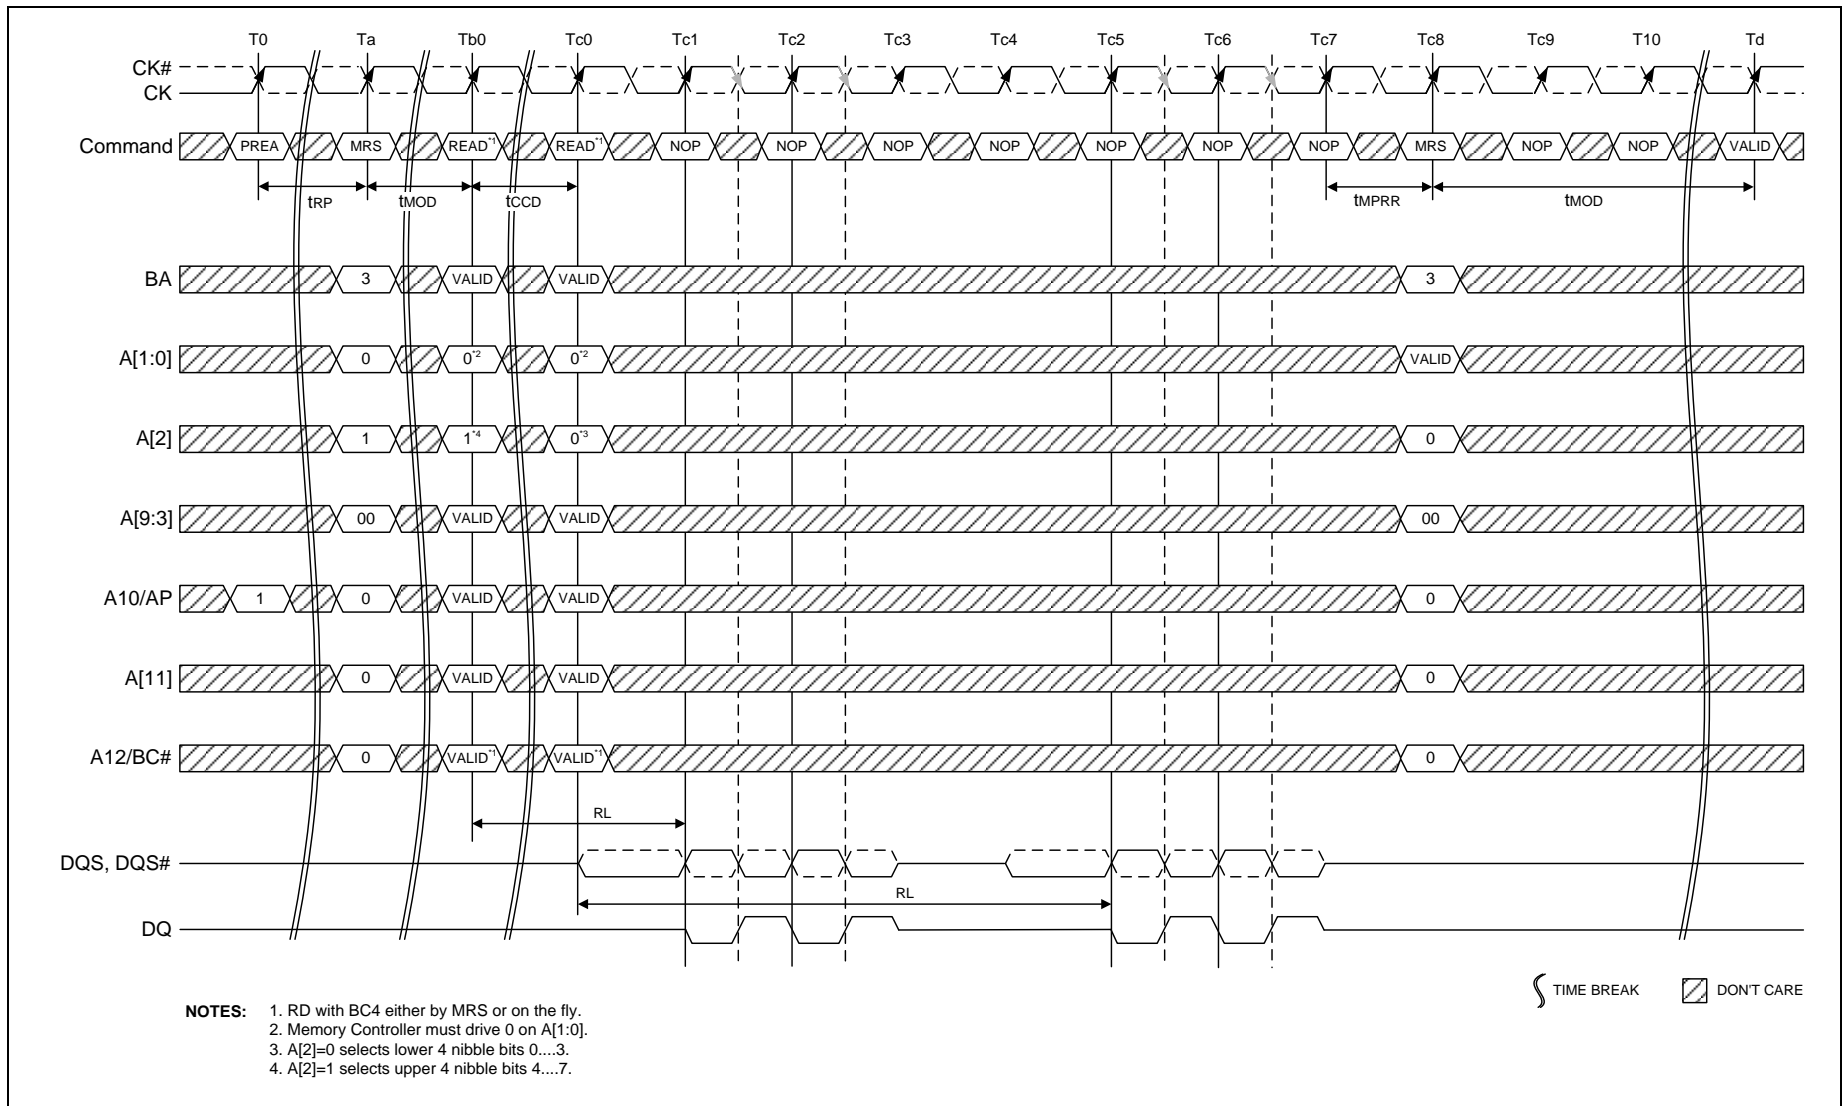 T0 Ta Tb0 Tc0 Tc1 Tc2 Tc3 Tc4 Tc5 Tc6 Tc7 Tc8 Tc9 T10 Td
CK#
CK
Command PREA MRS READ*1 READ*1 NOP NOP NOP NOP NOP NOP NOP MRS NOP NOP VALID
tRP tMOD tCCD tMPRR tMOD
BA 3 VALID VALID 3
A[1:0] 0 0*2 0*2 VALID
A[2] 1 1*4 0*3 0
A[9:3] 00 VALID VALID 00
A10/AP 1 0 VALID VALID 0
A[11] 0 VALID VALID 0
A12/BC# 0 VALID*1 VALID*1 0
RL
DQS, DQS#
RL
DQ
TIME BREAK DON'T CARE
NOTES: 1. RD with BC4 either by MRS or on the fly.
2. Memory Controller must drive 0 on A[1:0].
3. A[2]=0 selects lower 4 nibble bits 0....3.
4. A[2]=1 selects upper 4 nibble bits 4....7.